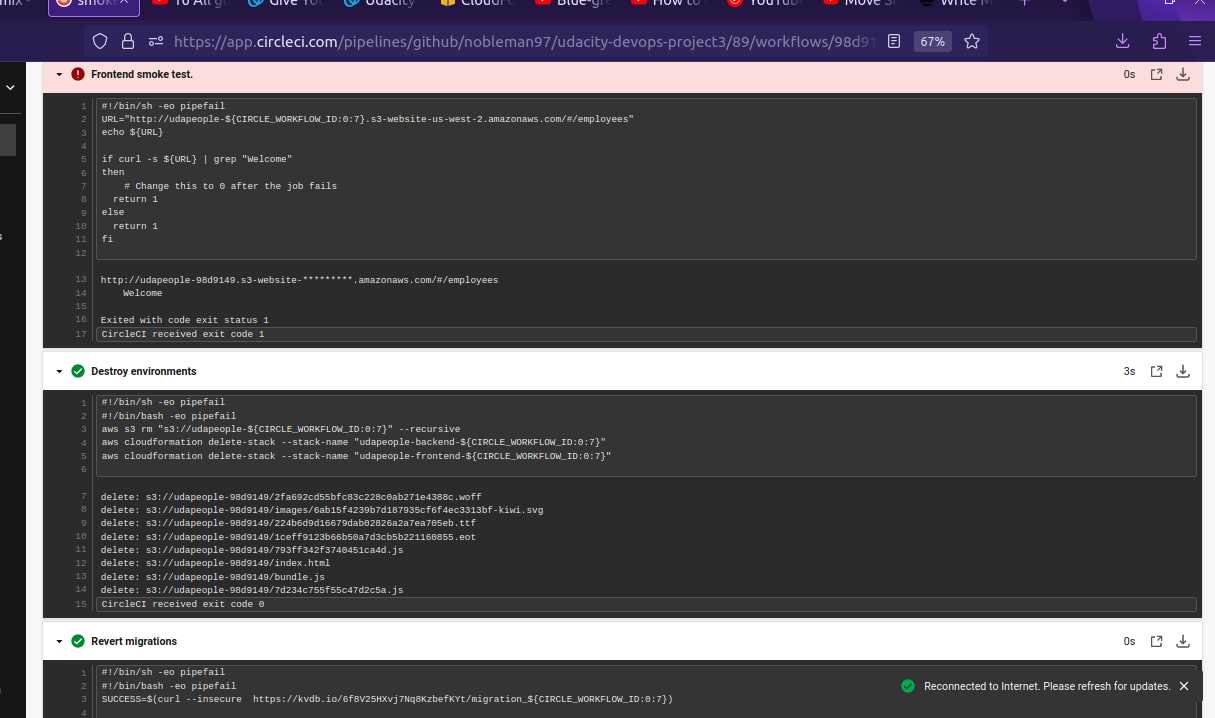 smoke
To All g
Give You
Udacity
CloudFo
Blue-gre
How to
YouTub
Move S
Write M
https://app.circleci.com/pipelines/github/nobleman97/udacity-devops-project3/89/workflows/98d91
67%
Frontend smoke test.
0s
1 #!/bin/sh -eo pipefail
2 URL="http://udapeople-${CIRCLE_WORKFLOW_ID:0:7}.s3-website-us-west-2.amazonaws.com/#/employees"
3 echo ${URL}
4
5 if curl -s ${URL} | grep "Welcome"
6 then
7     # Change this to 0 after the job fails
8   return 1
9 else
10   return 1
11 fi
12
13 http://udapeople-98d9149.s3-website-*********.amazonaws.com/#/employees
14     Welcome
15
16 Exited with code exit status 1
17 CircleCI received exit code 1
Destroy environments
3s
1 #!/bin/sh -eo pipefail
2 #!/bin/bash -eo pipefail
3 aws s3 rm "s3://udapeople-${CIRCLE_WORKFLOW_ID:0:7}" --recursive
4 aws cloudformation delete-stack --stack-name "udapeople-backend-${CIRCLE_WORKFLOW_ID:0:7}"
5 aws cloudformation delete-stack --stack-name "udapeople-frontend-${CIRCLE_WORKFLOW_ID:0:7}"
6
7 delete: s3://udapeople-98d9149/2fa692cd55bfc83c228c0ab271e4388c.woff
8 delete: s3://udapeople-98d9149/images/6ab15f4239b7d187935cf6f4ec3313bf-kiwi.svg
9 delete: s3://udapeople-98d9149/224b6d9d16679dab02826a2a7ea705eb.ttf
10 delete: s3://udapeople-98d9149/1ceff9123b66b50a7d3cb5b221160855.eot
11 delete: s3://udapeople-98d9149/793ff342f3740451ca4d.js
12 delete: s3://udapeople-98d9149/index.html
13 delete: s3://udapeople-98d9149/bundle.js
14 delete: s3://udapeople-98d9149/7d234c755f55c47d2c5a.js
15 CircleCI received exit code 0
Revert migrations
0s
1 #!/bin/sh -eo pipefail
2 #!/bin/bash -eo pipefail
3 SUCCESS=$(curl --insecure  https://kvdb.io/6f8V25HXvj7Nq8KzbefKYt/migration_${CIRCLE_WORKFLOW_ID:0:7})
4
Reconnected to Internet. Please refresh for updates.